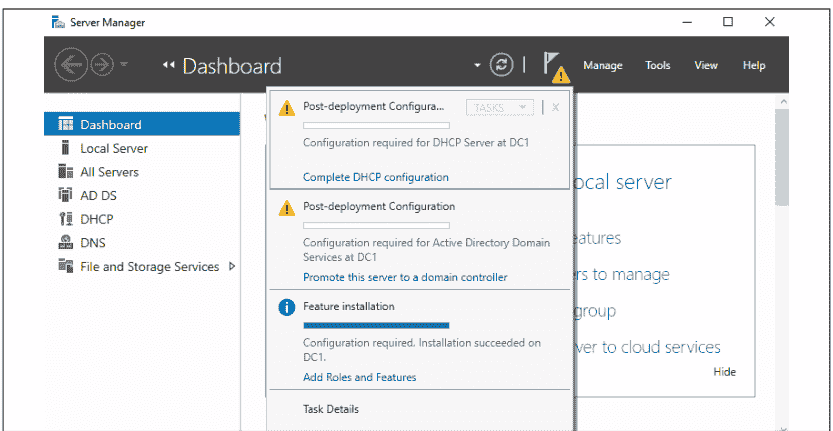 Server Manager
Dashboard
Manage Tools View Help
Dashboard
Local Server
All Servers
AD DS
DHCP
DNS
File and Storage Services
Post-deployment Configura...
TASKS
Configuration required for DHCP Server at DC1
Complete DHCP configuration
Post-deployment Configuration
Configuration required for Active Directory Domain
Services at DC1
Promote this server to a domain controller
Feature installation
Configuration required. Installation succeeded on
DC1.
Add Roles and Features
Task Details
ocal server
eatures
rs to manage
group
ver to cloud services
Hide